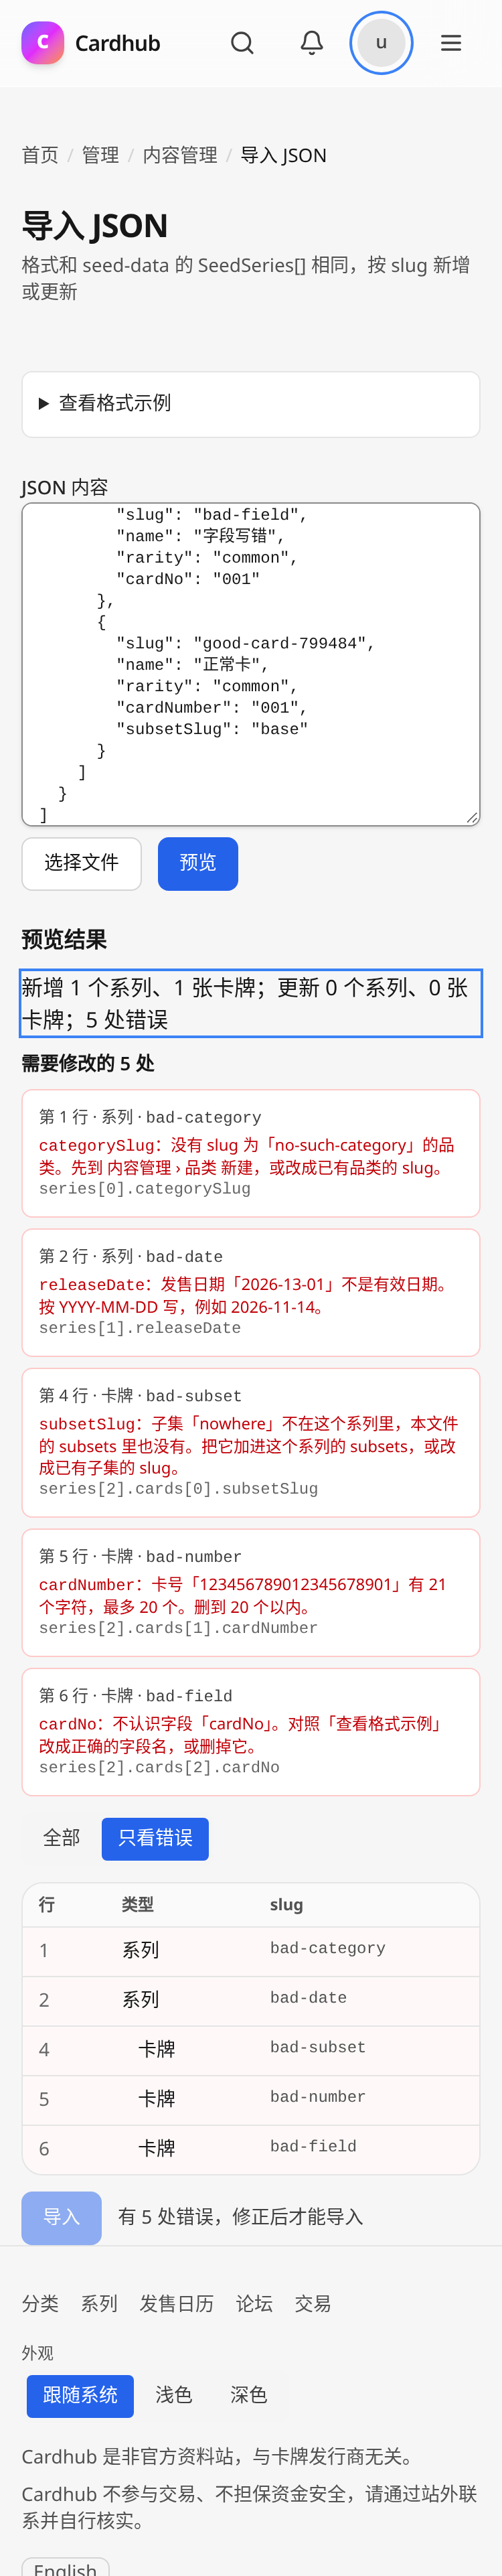 C Cardhub u
首页 / 管理 / 内容管理 / 导入 JSON
导入 JSON
格式和 seed-data 的 SeedSeries[] 相同，按 slug 新增
或更新
▶ 查看格式示例
JSON 内容
"slug": "bad-field",
"name": "字段写错",
"rarity": "common",
"cardNo": "001"
},
{
"slug": "good-card-799484",
"name": "正常卡",
"rarity": "common",
"cardNumber": "001",
"subsetSlug": "base"
}
]
}
]
选择文件 预览
预览结果
新增 1 个系列、1 张卡牌；更新 0 个系列、0 张
卡牌；5 处错误
需要修改的 5 处
第 1 行 · 系列 · bad-category
categorySlug：没有 slug 为「no-such-category」的品
类。先到 内容管理 › 品类 新建，或改成已有品类的 slug。
series[0].categorySlug
第 2 行 · 系列 · bad-date
releaseDate：发售日期「2026-13-01」不是有效日期。
按 YYYY-MM-DD 写，例如 2026-11-14。
series[1].releaseDate
第 4 行 · 卡牌 · bad-subset
subsetSlug：子集「nowhere」不在这个系列里，本文件
的 subsets 里也没有。把它加进这个系列的 subsets，或改
成已有子集的 slug。
series[2].cards[0].subsetSlug
第 5 行 · 卡牌 · bad-number
cardNumber：卡号「123456789012345678901」有 21
个字符，最多 20 个。删到 20 个以内。
series[2].cards[1].cardNumber
第 6 行 · 卡牌 · bad-field
cardNo：不认识字段「cardNo」。对照「查看格式示例」
改成正确的字段名，或删掉它。
series[2].cards[2].cardNo
全部 只看错误
行 类型 slug
1 系列 bad-category
2 系列 bad-date
4 卡牌 bad-subset
5 卡牌 bad-number
6 卡牌 bad-field
导入 有 5 处错误，修正后才能导入
分类 系列 发售日历 论坛 交易
外观
跟随系统 浅色 深色
Cardhub 是非官方资料站，与卡牌发行商无关。
Cardhub 不参与交易、不担保资金安全，请通过站外联
系并自行核实。
English